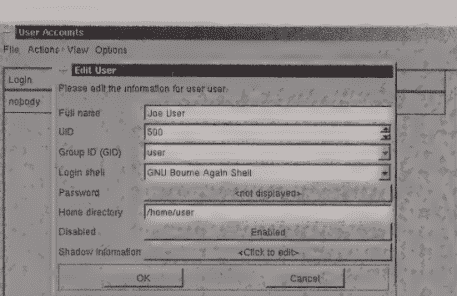 User Accounts
File Actions View Options
Edit User
Login
Please edit the information for user user:
nobody
Full name Joe User
UID 500
Group ID (GID) user
Login shell GNU Bourne Again Shell
Password <not displayed>
Home directory /home/user
Disabled Enabled
Shadow information <Click to edit>
OK Cancel